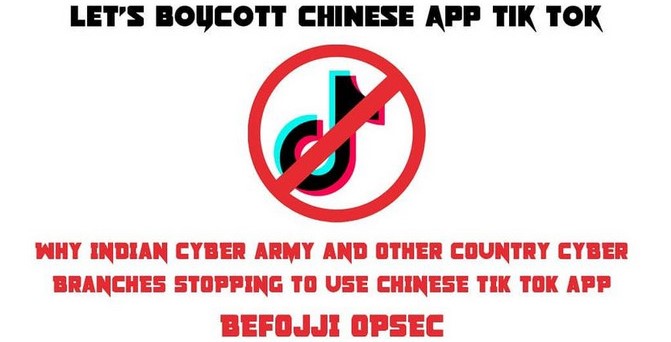 LET'S BOYCOTT CHINESE APP TIK TOK
WHY INDIAN CYBER ARMY AND OTHER COUNTRY CYBER
BRANCHES STOPPING TO USE CHINESE TIK TOK APP
BEFOJJI OPSEC